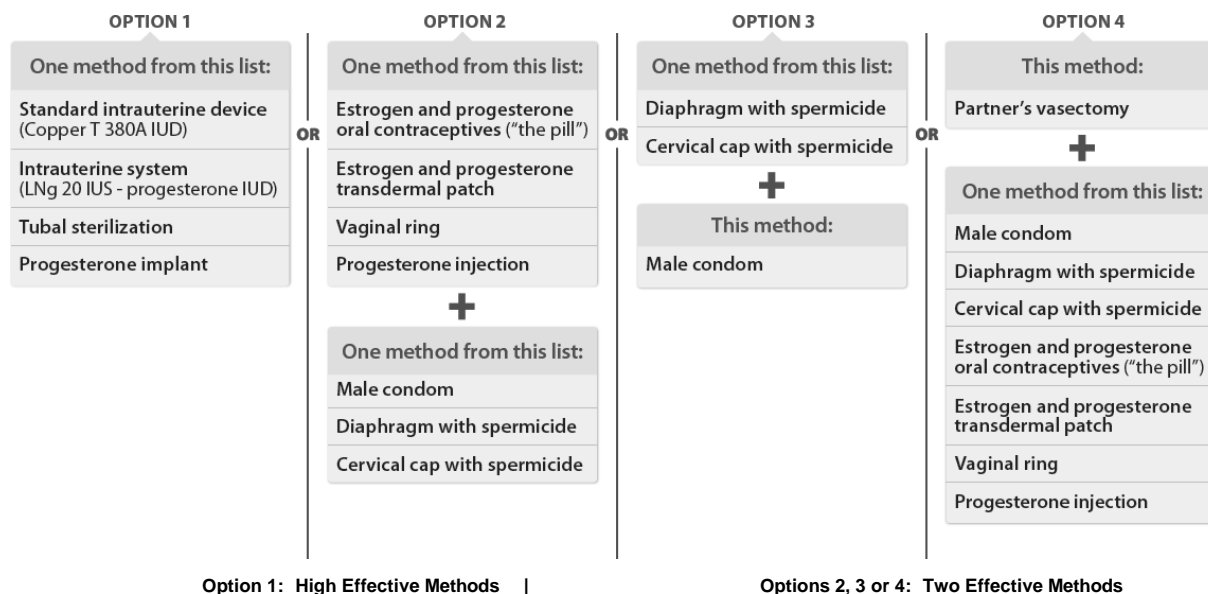 OPTION 1
One method from this list:
Standard intrauterine device
(Copper T 380A IUD)
Intrauterine system
(LNg 20 IUS - progesterone IUD)
Tubal sterilization
Progesterone implant
OR
OPTION 2
One method from this list:
Estrogen and progesterone
oral contraceptives (“the pill”)
Estrogen and progesterone
transdermal patch
Vaginal ring
Progesterone injection
+
One method from this list:
Male condom
Diaphragm with spermicide
Cervical cap with spermicide
OR
OPTION 3
One method from this list:
Diaphragm with spermicide
Cervical cap with spermicide
+
This method:
Male condom
OR
OPTION 4
This method:
Partner’s vasectomy
+
One method from this list:
Male condom
Diaphragm with spermicide
Cervical cap with spermicide
Estrogen and progesterone
oral contraceptives (“the pill”)
Estrogen and progesterone
transdermal patch
Vaginal ring
Progesterone injection
Option 1: High Effective Methods | Options 2, 3 or 4: Two Effective Methods